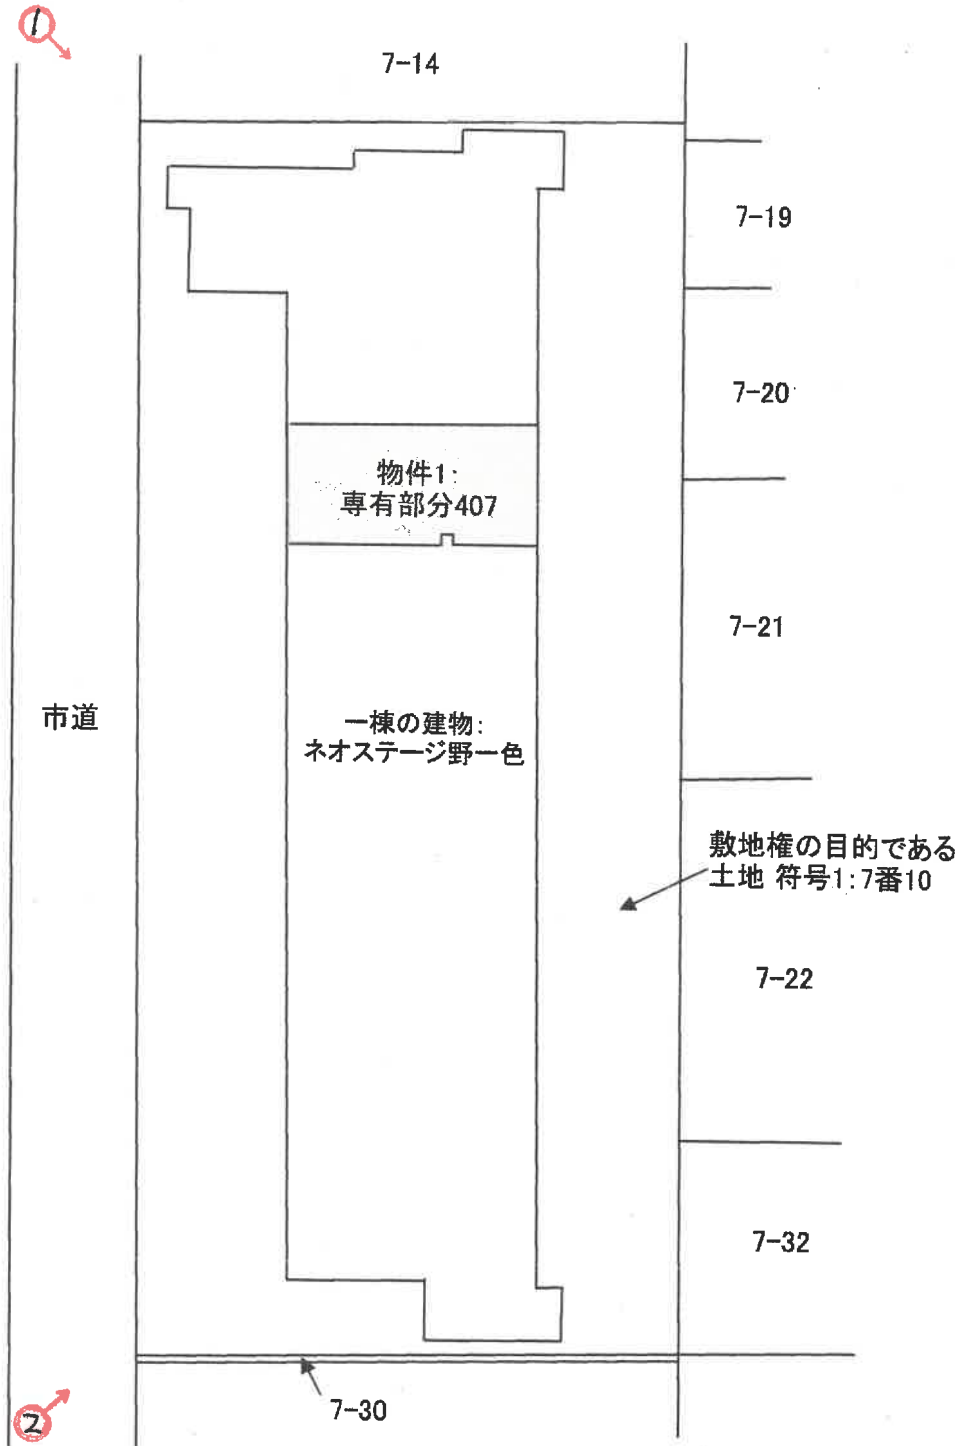 1
7-14
7-19
7-20
物件1:
専有部分407
7-21
市道
一棟の建物:
ネオステージ野一色
敷地権の目的である
土地 符号1:7番10
7-22
7-32
7-30
2